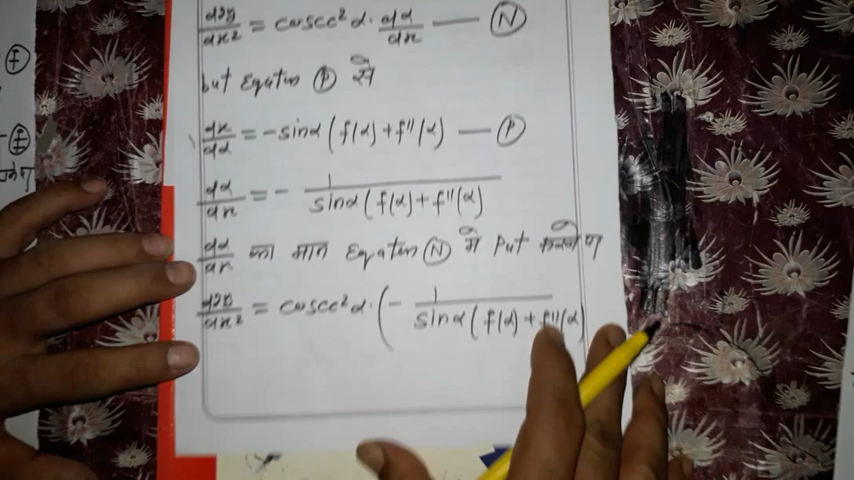 d2y/dx² = cosec²α · dα/dx — (N)
but Equation (P) से
dx/dα = -sinα (f(α) + f''(α)) — (P)
dα/dx = - 1/sinα (f(α) + f''(α)
dα/dx का मान Equation (N) मे Put करने पर
d2y/dx² = cosec²α · (- 1/sinα (f(α) + f''(α)